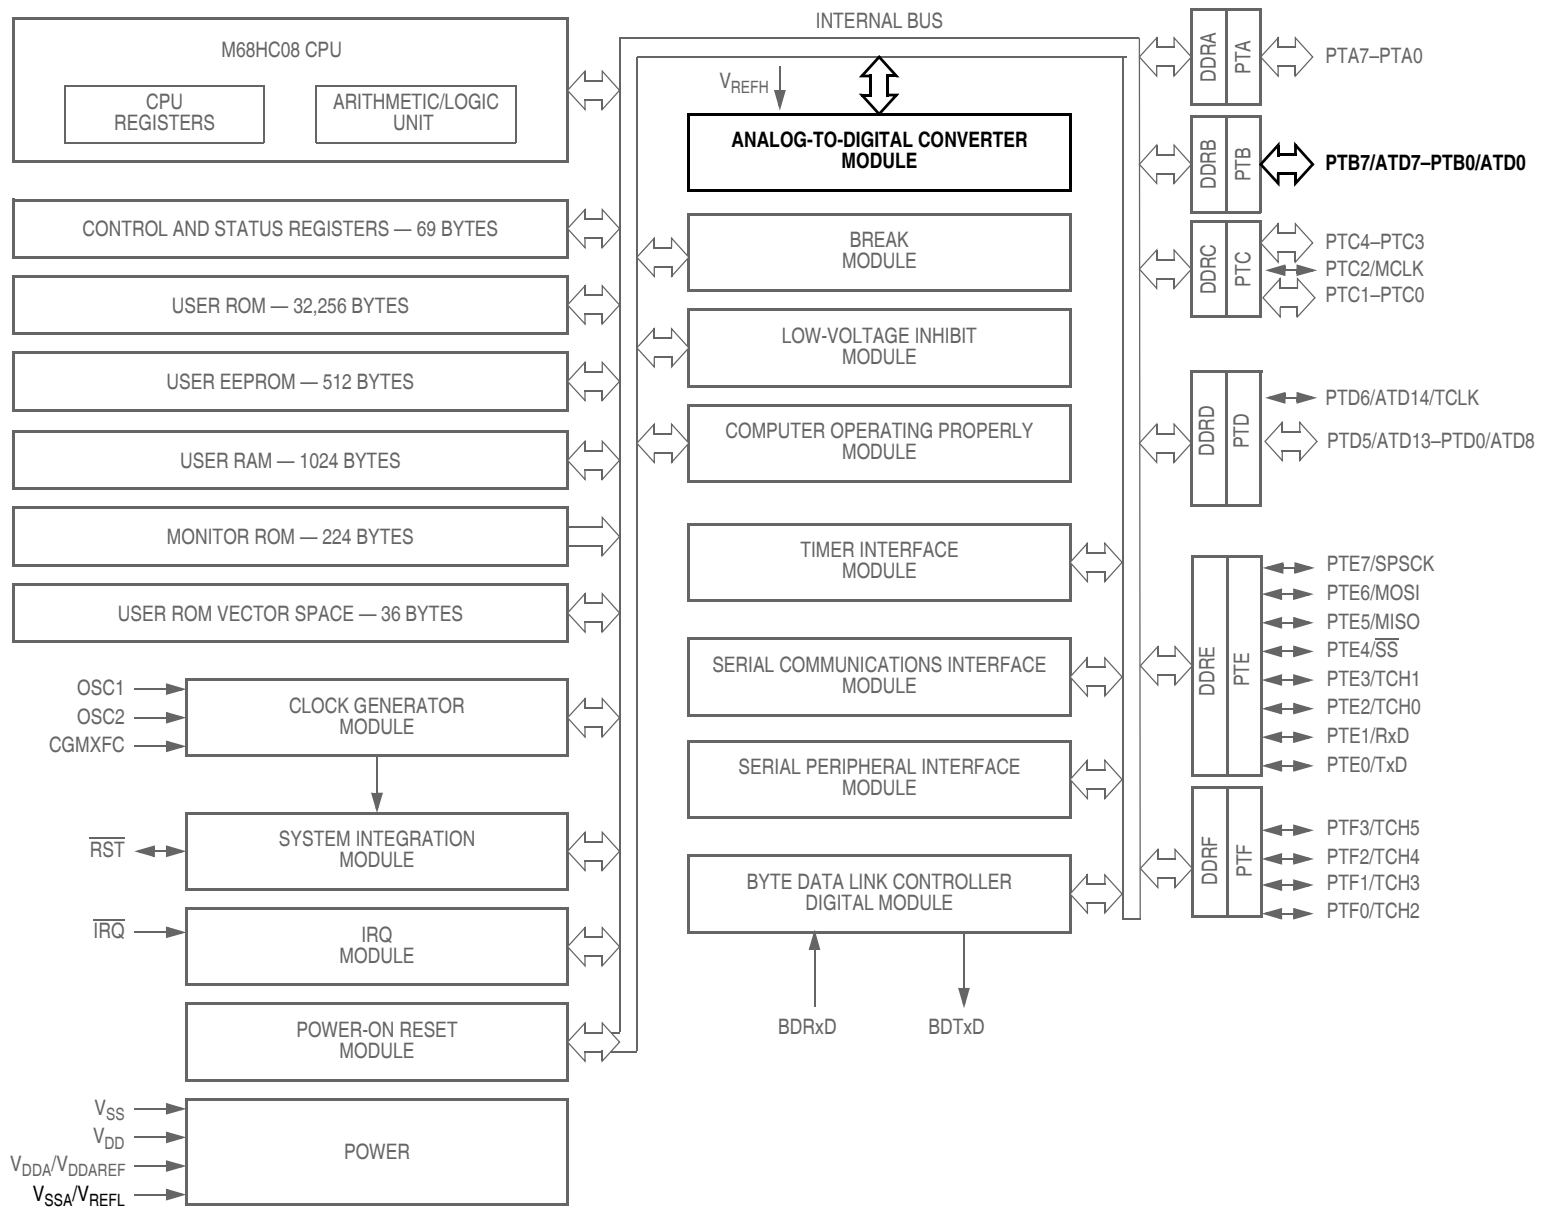 INTERNAL BUS
M68HC08 CPU
CPU
REGISTERS
ARITHMETIC/LOGIC
UNIT
CONTROL AND STATUS REGISTERS — 69 BYTES
USER ROM — 32,256 BYTES
USER EEPROM — 512 BYTES
USER RAM — 1024 BYTES
MONITOR ROM — 224 BYTES
USER ROM VECTOR SPACE — 36 BYTES
OSC1
OSC2
CGMXFC
CLOCK GENERATOR
MODULE
RST
SYSTEM INTEGRATION
MODULE
IRQ
IRQ
MODULE
POWER-ON RESET
MODULE
VSS
VDD
VDDA/VDDAREF
VSSA/VREFL
POWER
VREFH
ANALOG-TO-DIGITAL CONVERTER
MODULE
BREAK
MODULE
LOW-VOLTAGE INHIBIT
MODULE
COMPUTER OPERATING PROPERLY
MODULE
TIMER INTERFACE
MODULE
SERIAL COMMUNICATIONS INTERFACE
MODULE
SERIAL PERIPHERAL INTERFACE
MODULE
BYTE DATA LINK CONTROLLER
DIGITAL MODULE
BDRxD
BDTxD
DDRA
PTA
PTA7–PTA0
DDRB
PTB
PTB7/ATD7–PTB0/ATD0
DDRC
PTC
PTC4–PTC3
PTC2/MCLK
PTC1–PTC0
DDRD
PTD
PTD6/ATD14/TCLK
PTD5/ATD13–PTD0/ATD8
DDRE
PTE
PTE7/SPSCK
PTE6/MOSI
PTE5/MISO
PTE4/SS
PTE3/TCH1
PTE2/TCH0
PTE1/RxD
PTE0/TxD
DDRF
PTF
PTF3/TCH5
PTF2/TCH4
PTF1/TCH3
PTF0/TCH2